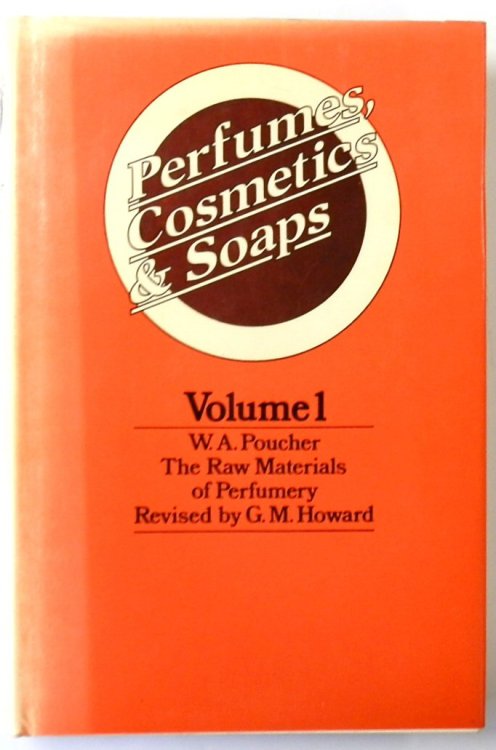 Perfumes,
Cosmetics
& Soaps
Volume 1
W. A. Poucher
The Raw Materials
of Perfumery
Revised by G. M. Howard